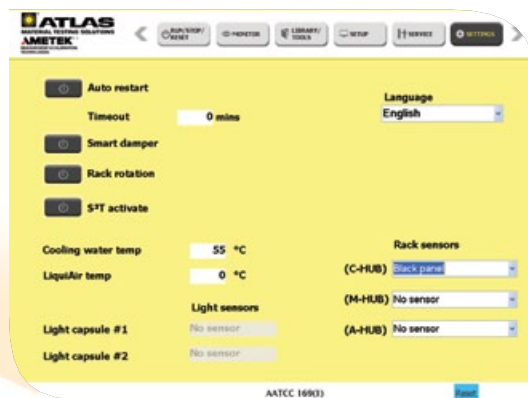 ATLAS
MATERIAL TESTING SOLUTIONS
AMETEK
RUN/STOP/ RESET
MONITOR
LIBRARY/ TOOLS
SETUP
SERVICE
SETTINGS
Auto restart
Timeout 0 mins
Language
English
Smart damper
Rack rotation
S³T activate
Cooling water temp 55 °C
LiquiAir temp 0 °C
Rack sensors
(C-HUB) Black panel
(M-HUB) No sensor
(A-HUB) No sensor
Light sensors
Light capsule #1 No sensor
Light capsule #2 No sensor
AATCC 169(3)
Reset